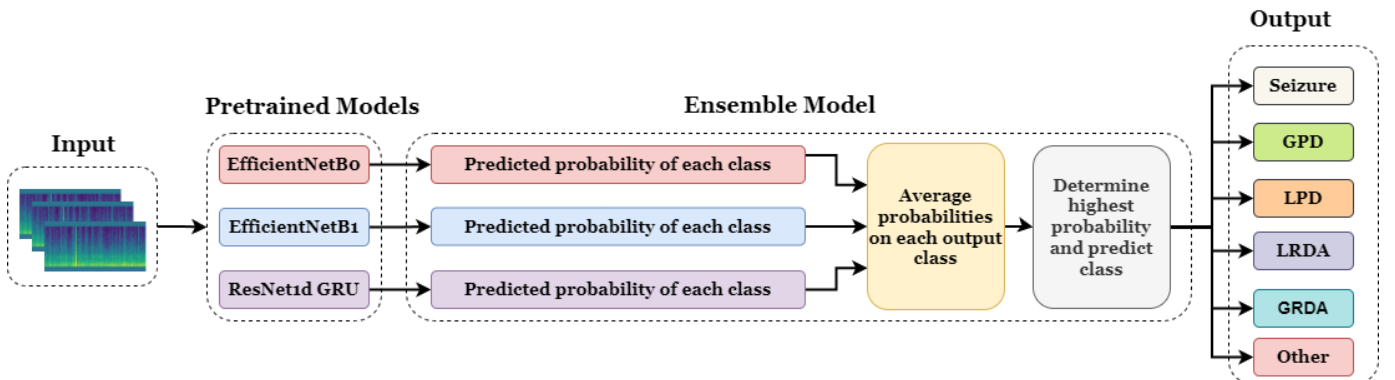 Input
Pretrained Models
EfficientNetB0
EfficientNetB1
ResNet1d GRU
Ensemble Model
Predicted probability of each class
Predicted probability of each class
Predicted probability of each class
Average
probabilities
on each output
class
Determine
highest
probability
and predict
class
Output
Seizure
GPD
LPD
LRDA
GRDA
Other